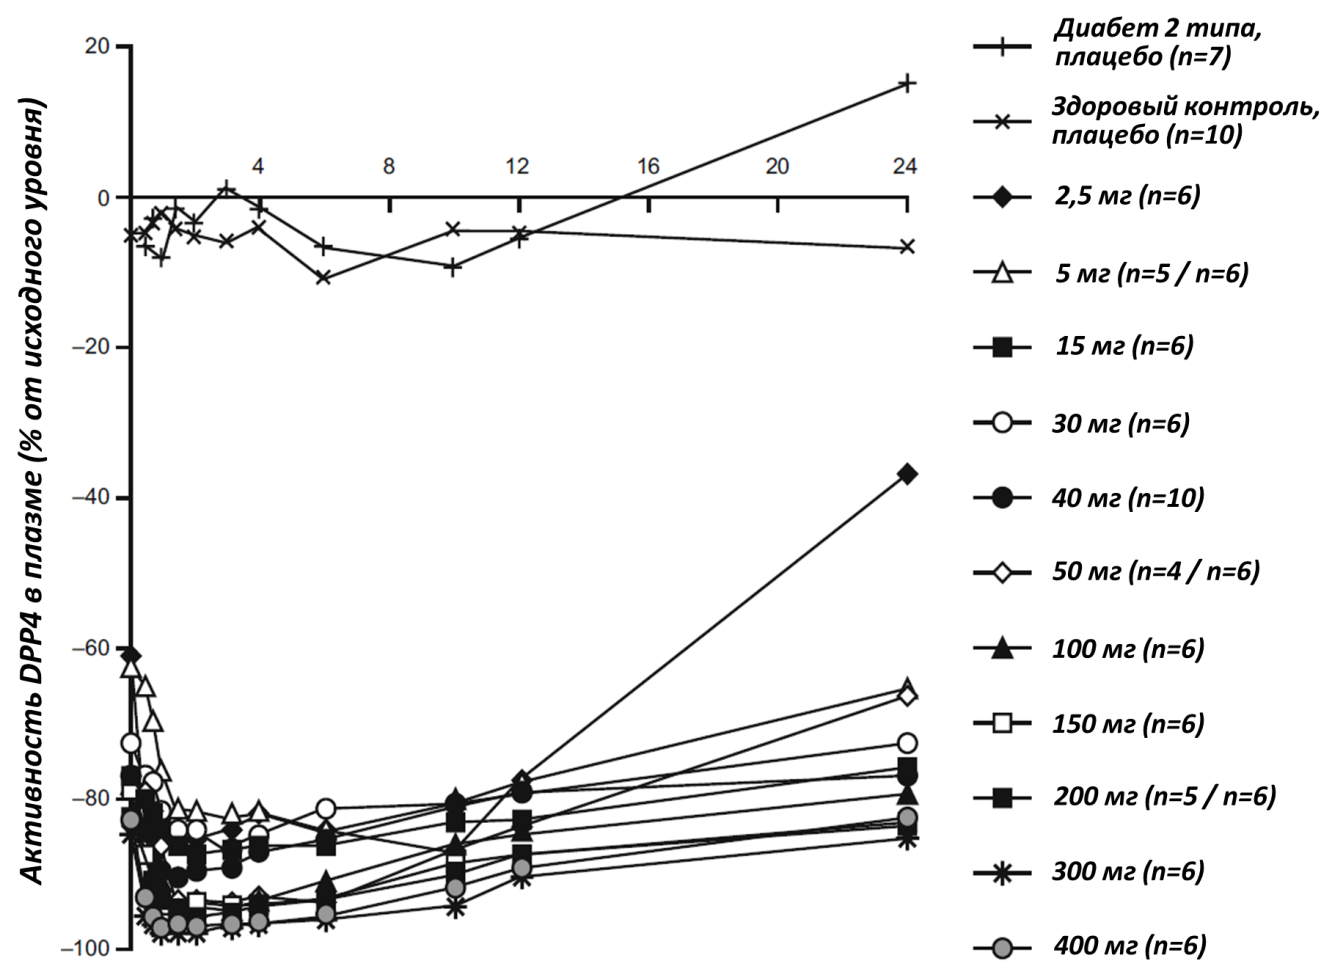 Активность DPP4 в плазме (% от исходного уровня)
20
0
–20
–40
–60
–80
–100
4
8
12
16
20
24
Диабет 2 типа,
плацебо (n=7)
Здоровый контроль,
плацебо (n=10)
2,5 мг (n=6)
5 мг (n=5 / n=6)
15 мг (n=6)
30 мг (n=6)
40 мг (n=10)
50 мг (n=4 / n=6)
100 мг (n=6)
150 мг (n=6)
200 мг (n=5 / n=6)
300 мг (n=6)
400 мг (n=6)